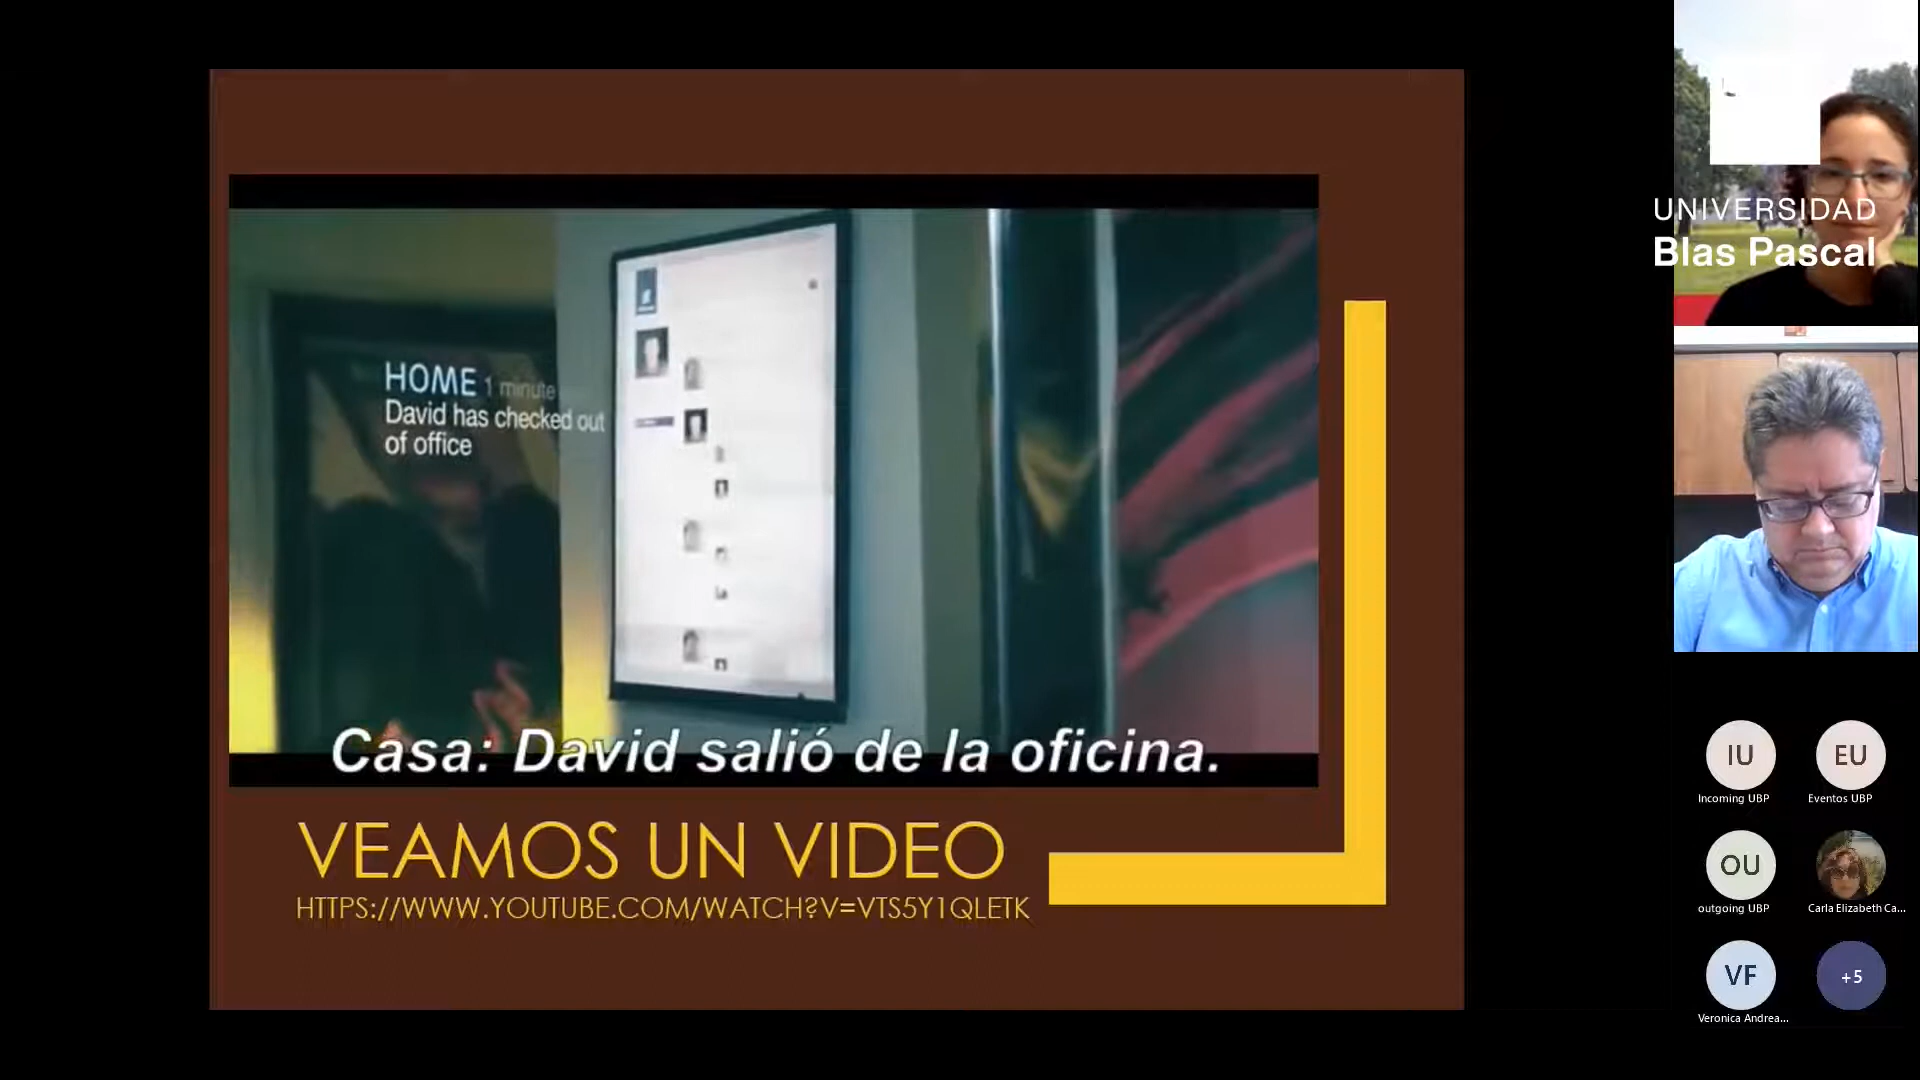 HOME 1 minute
David has checked out
of office
Casa: David salió de la oficina.
VEAMOS UN VIDEO
HTTPS://WWW.YOUTUBE.COM/WATCH?V=VTS5Y1QLETK
UNIVERSIDAD
Blas Pascal
IU
Incoming UBP
EU
Eventos UBP
OU
outgoing UBP
Carla Elizabeth Ca...
VF
Veronica Andrea...
+5